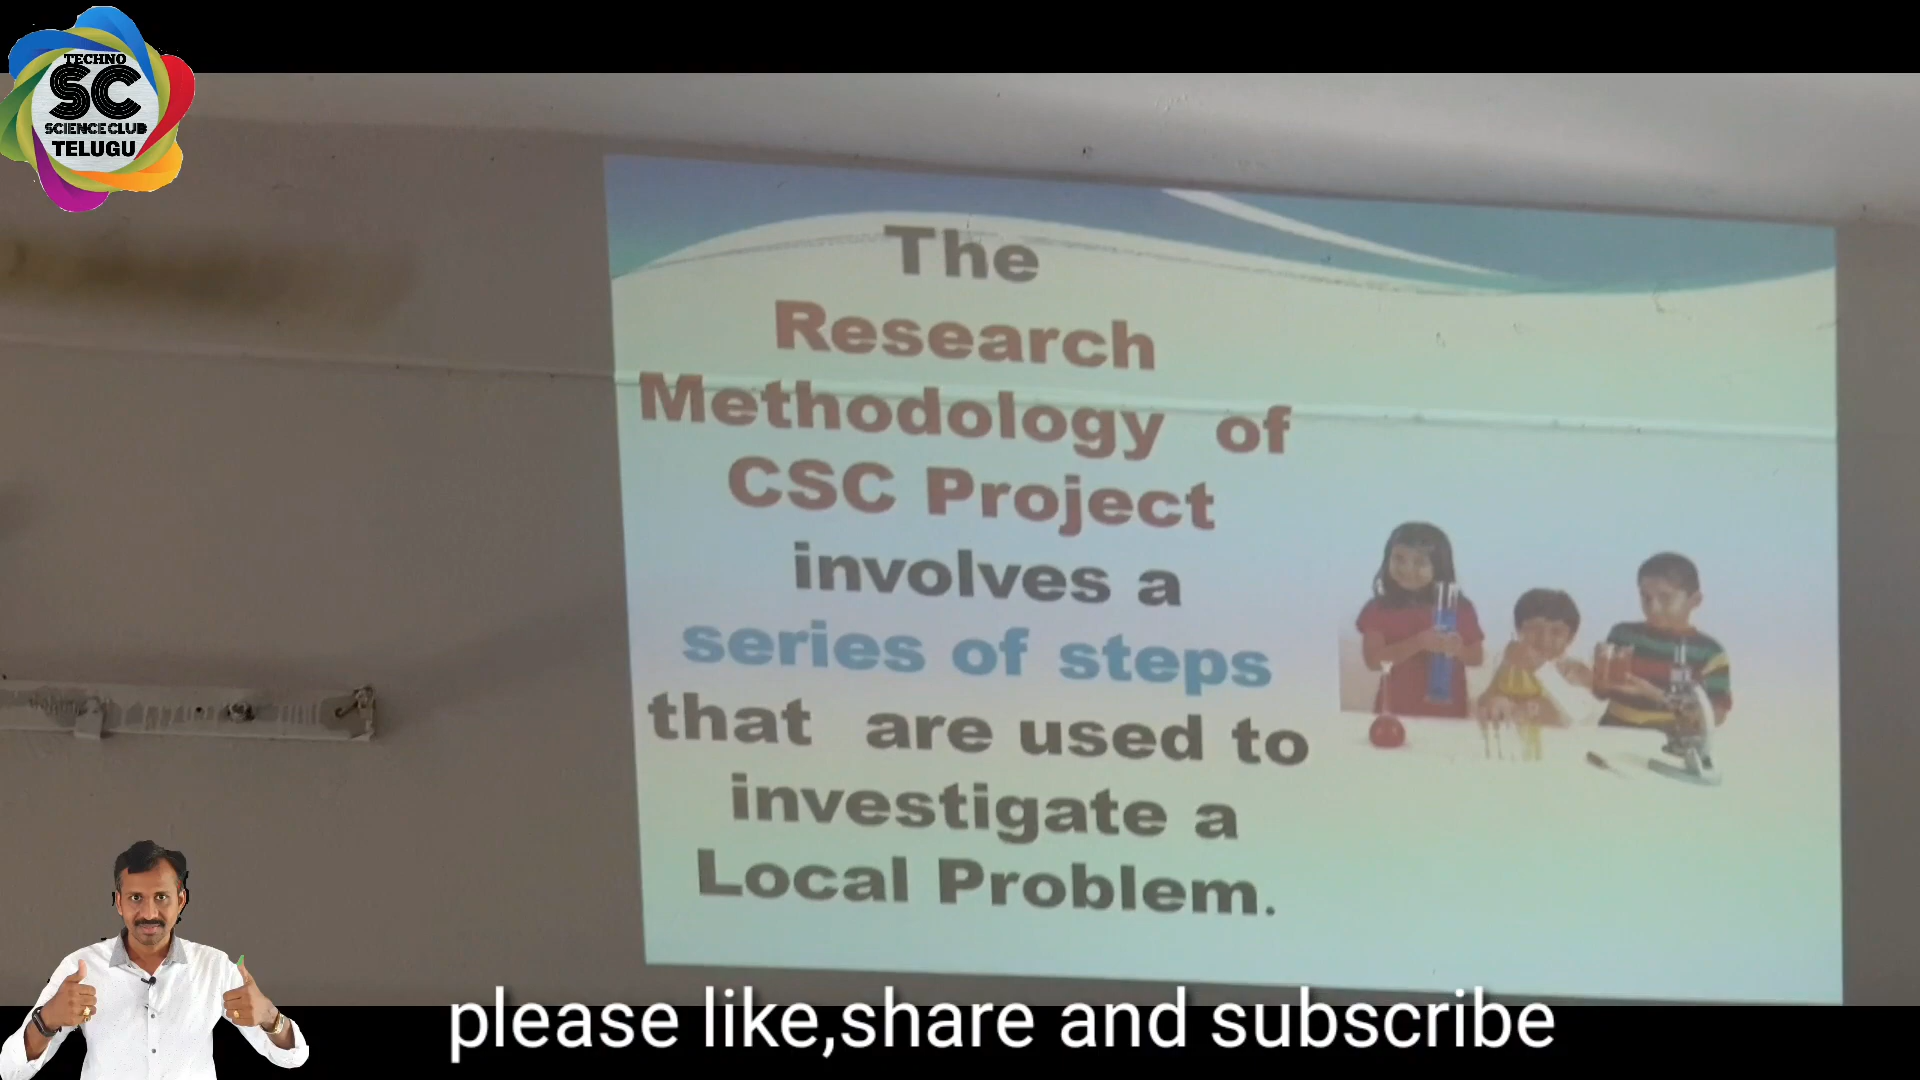 TECHNO
SC
SCIENCE CLUB
TELUGU
The
Research
Methodology of
CSC Project
involves a
series of steps
that are used to
investigate a
Local Problem.
please like,share and subscribe